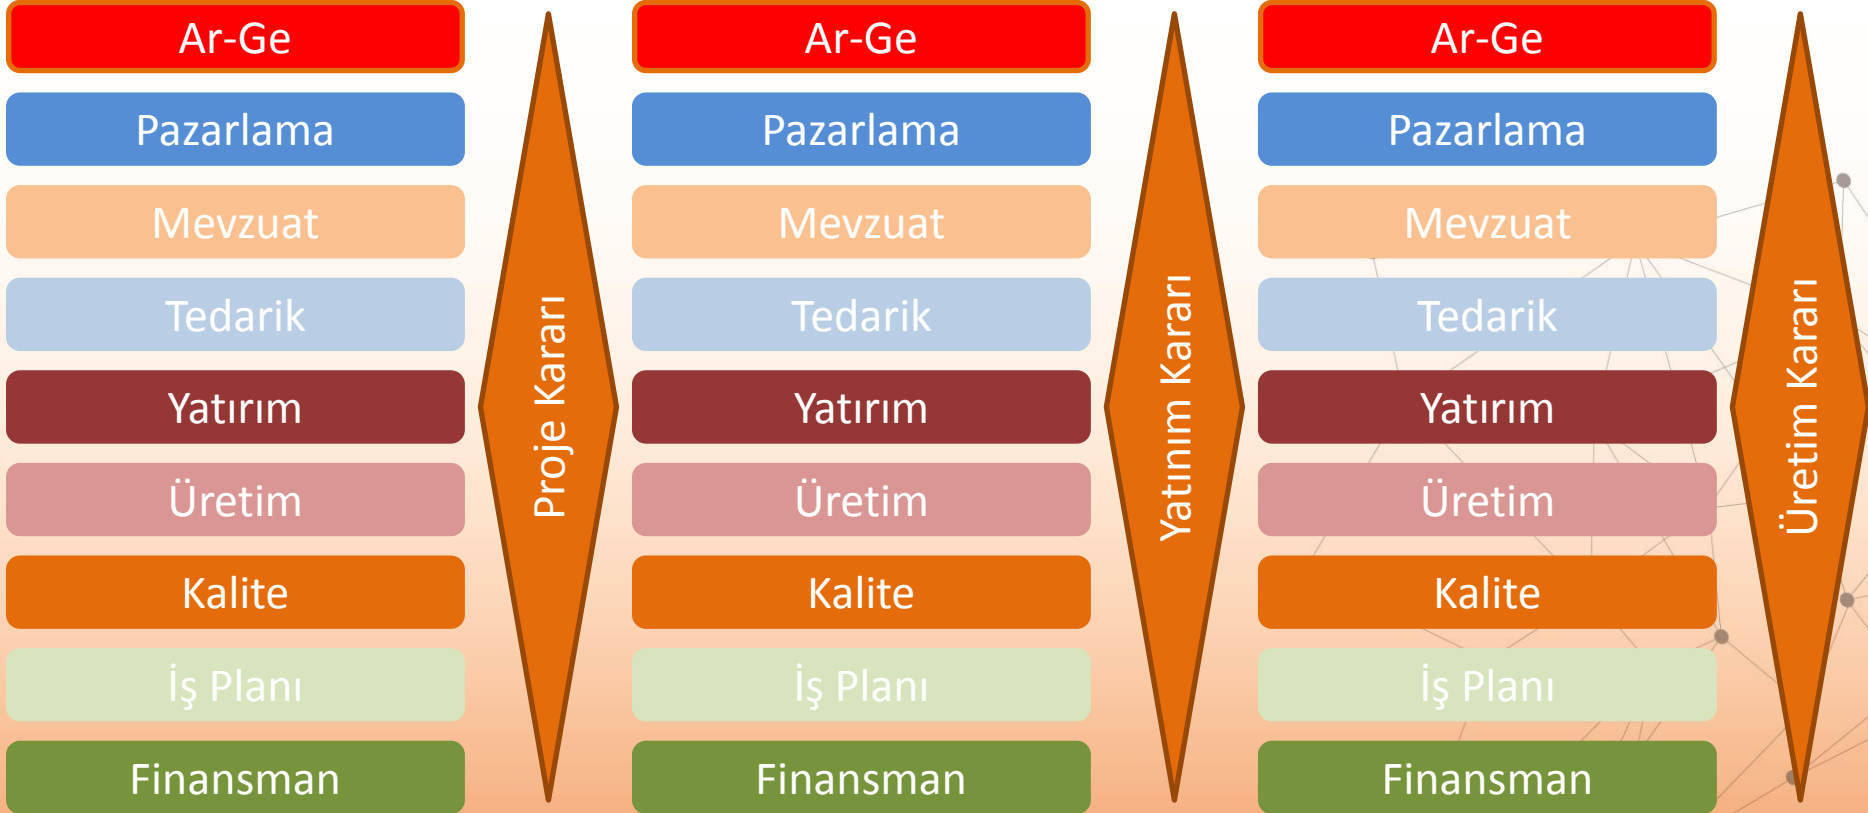 Ar-Ge
Pazarlama
Mevzuat
Tedarik
Yatırım
Üretim
Kalite
İş Planı
Finansman
Proje Kararı
Ar-Ge
Pazarlama
Mevzuat
Tedarik
Yatırım
Üretim
Kalite
İş Planı
Finansman
Yatınım Kararı
Ar-Ge
Pazarlama
Mevzuat
Tedarik
Yatırım
Üretim
Kalite
İş Planı
Finansman
Üretim Kararı